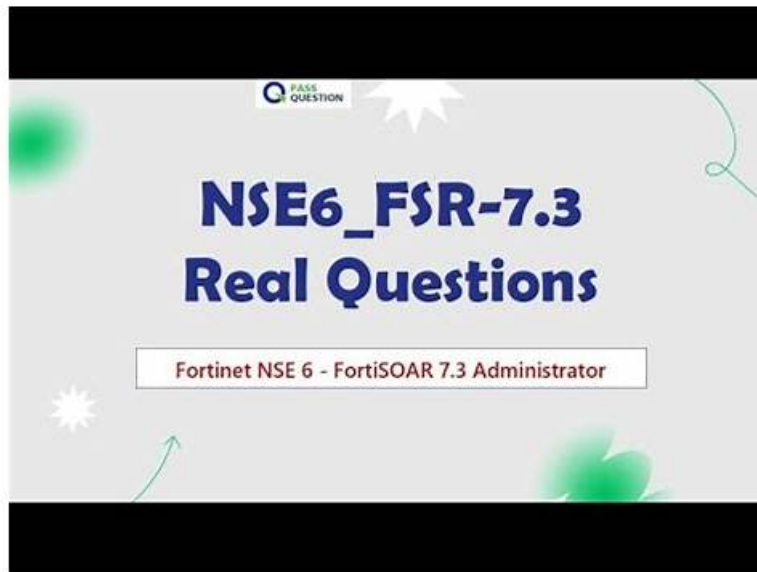 PASS
QUESTION
NSE6_FSR-7.3
Real Questions
Fortinet NSE 6 - FortiSOAR 7.3 Administrator